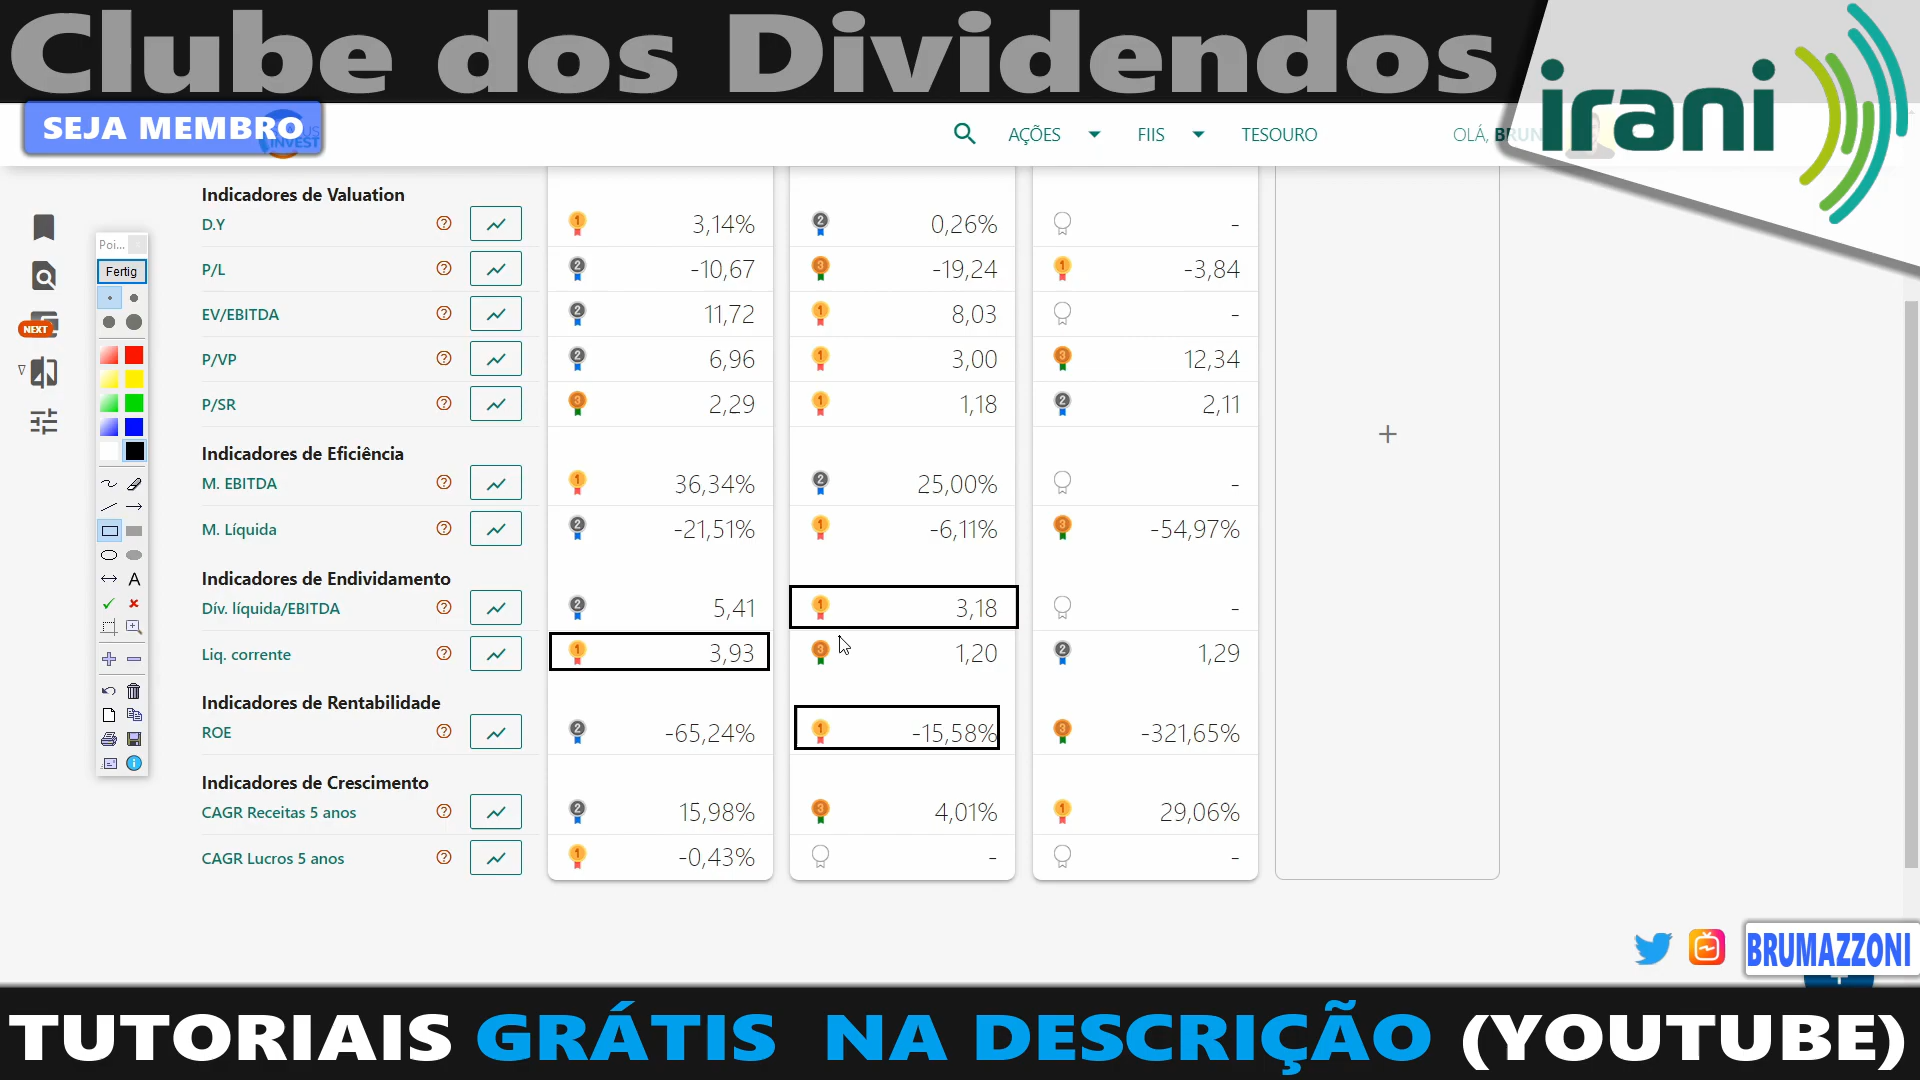 Clube dos Dividendos
irani
SEJA MEMBRO
INVEST
AÇÕES
FIIS
TESOURO
OLÁ, BRUN
Indicadores de Valuation
D.Y 3,14% 0,26% -
P/L -10,67 -19,24 -3,84
EV/EBITDA 11,72 8,03 -
P/VP 6,96 3,00 12,34
P/SR 2,29 1,18 2,11
Indicadores de Eficiência
M. EBITDA 36,34% 25,00% -
M. Líquida -21,51% -6,11% -54,97%
Indicadores de Endividamento
Dív. líquida/EBITDA 5,41 3,18 -
Liq. corrente 3,93 1,20 1,29
Indicadores de Rentabilidade
ROE -65,24% -15,58% -321,65%
Indicadores de Crescimento
CAGR Receitas 5 anos 15,98% 4,01% 29,06%
CAGR Lucros 5 anos -0,43% - -
Poi...
Fertig
NEXT
A
BRUMAZZONI
TUTORIAIS GRÁTIS NA DESCRIÇÃO (YOUTUBE)